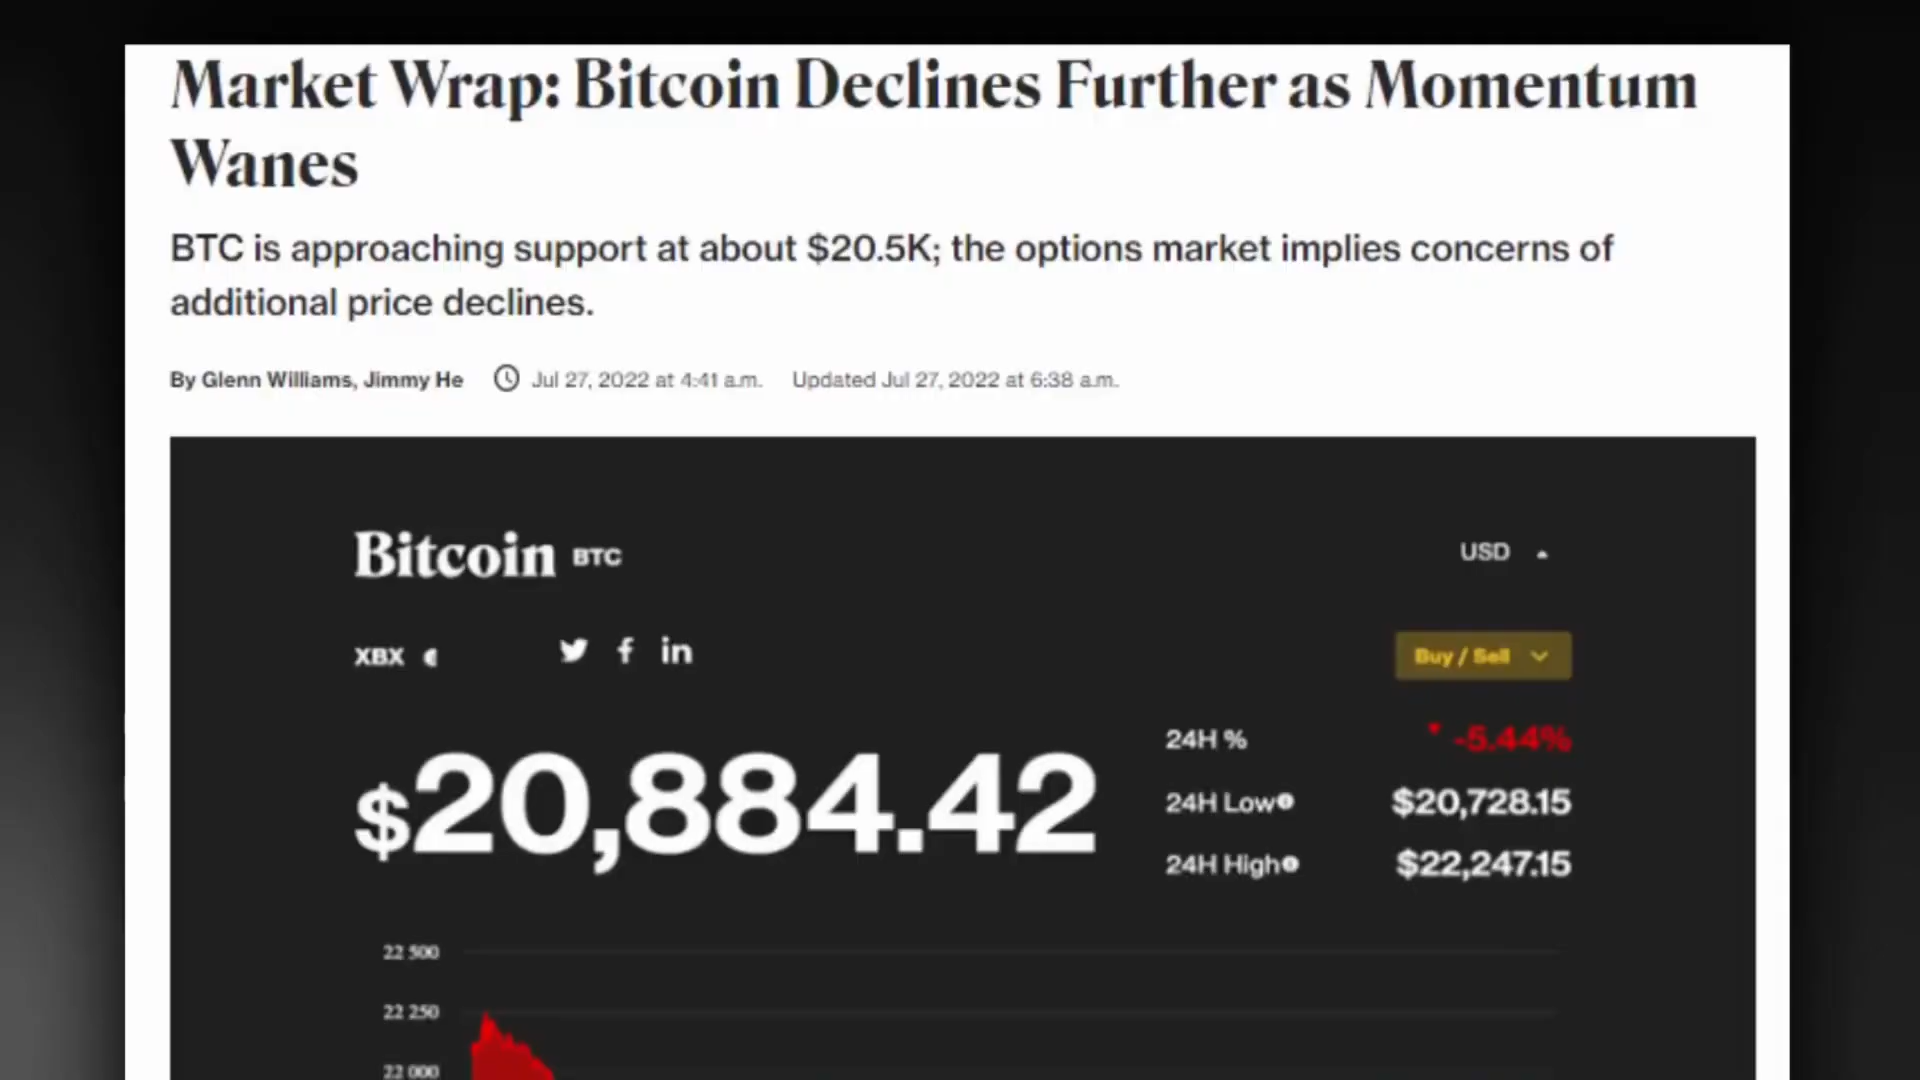 Market Wrap: Bitcoin Declines Further as Momentum
Wanes
BTC is approaching support at about $20.5K; the options market implies concerns of
additional price declines.
By Glenn Williams, Jimmy He Jul 27, 2022 at 4:41 a.m. Updated Jul 27, 2022 at 6:38 a.m.
Bitcoin BTC
USD
XBX
Buy / Sell
$20,884.42
24H % -5.44%
24H Low $20,728.15
24H High $22,247.15
22 500
22 250
22 000